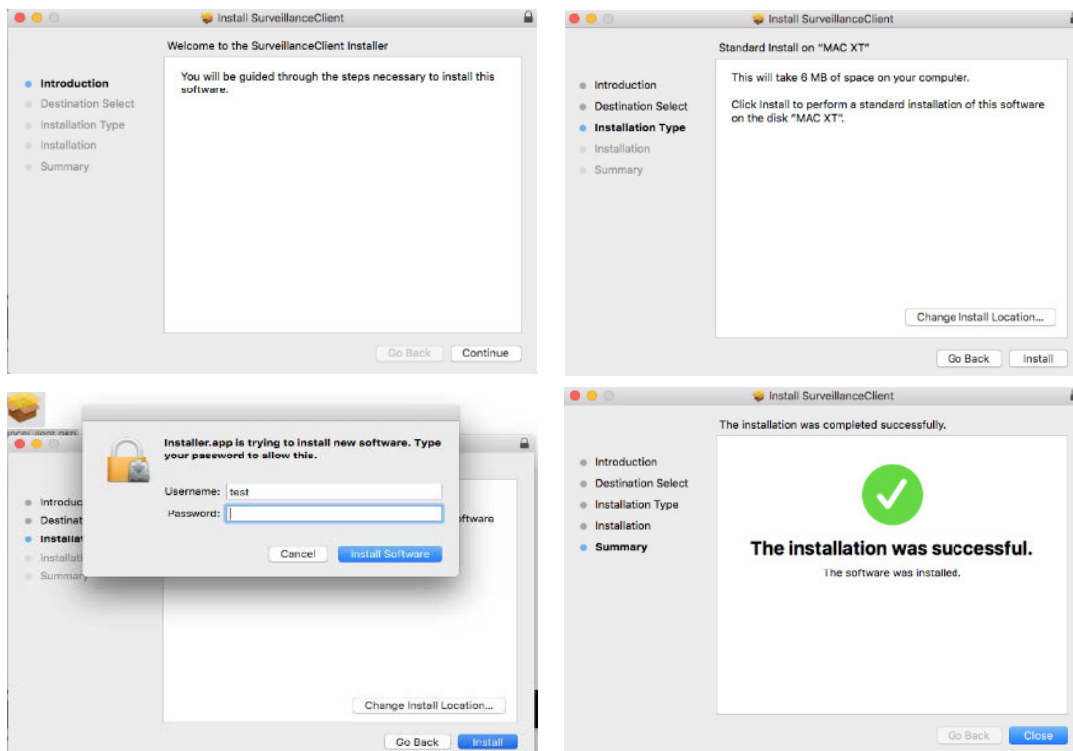 Install SurveillanceClient
Welcome to the SurveillanceClient Installer
Introduction
Destination Select
Installation Type
Installation
Summary
You will be guided through the steps necessary to install this
software.
Go Back
Continue
Install SurveillanceClient
Standard Install on “MAC XT”
Introduction
Destination Select
Installation Type
Installation
Summary
This will take 6 MB of space on your computer.
Click Install to perform a standard installation of this software
on the disk “MAC XT”.
Change Install Location...
Go Back
Install
Installer.app is trying to install new software. Type
your password to allow this.
Username: test
Password:
Cancel
Install Software
Summary
Change Install Location...
Go Back
Install
Install SurveillanceClient
The installation was completed successfully.
Introduction
Destination Select
Installation Type
Installation
Summary
The installation was successful.
The software was installed.
Go Back
Close